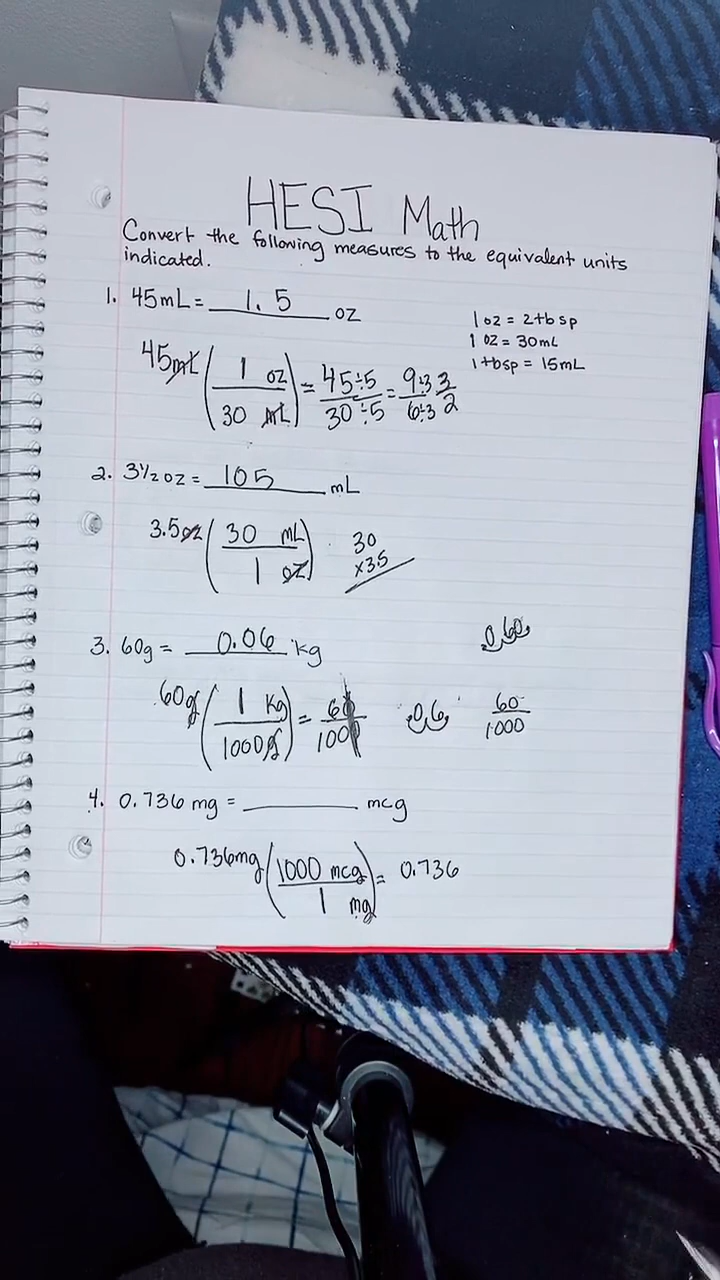 HESI Math
Convert the following measures to the equivalent units
indicated.
1. 45mL = 1.5 oz
1 oz = 2tbsp
1 oz = 30mL
1tbsp = 15mL
45mL (1 oz / 30 mL) = 45÷5 / 30÷5 = 9÷3 / 6÷3 3/2
2. 3½ oz = 105 mL
3.5oz (30 mL / 1 oz)
30
x3.5
3. 60g = 0.06 kg
0.60
60g (1 kg / 1000g) = 60 / 100 0.6 60 / 1000
4. 0.736 mg = ________ mcg
0.736mg (1000 mcg / 1 mg) = 0.736